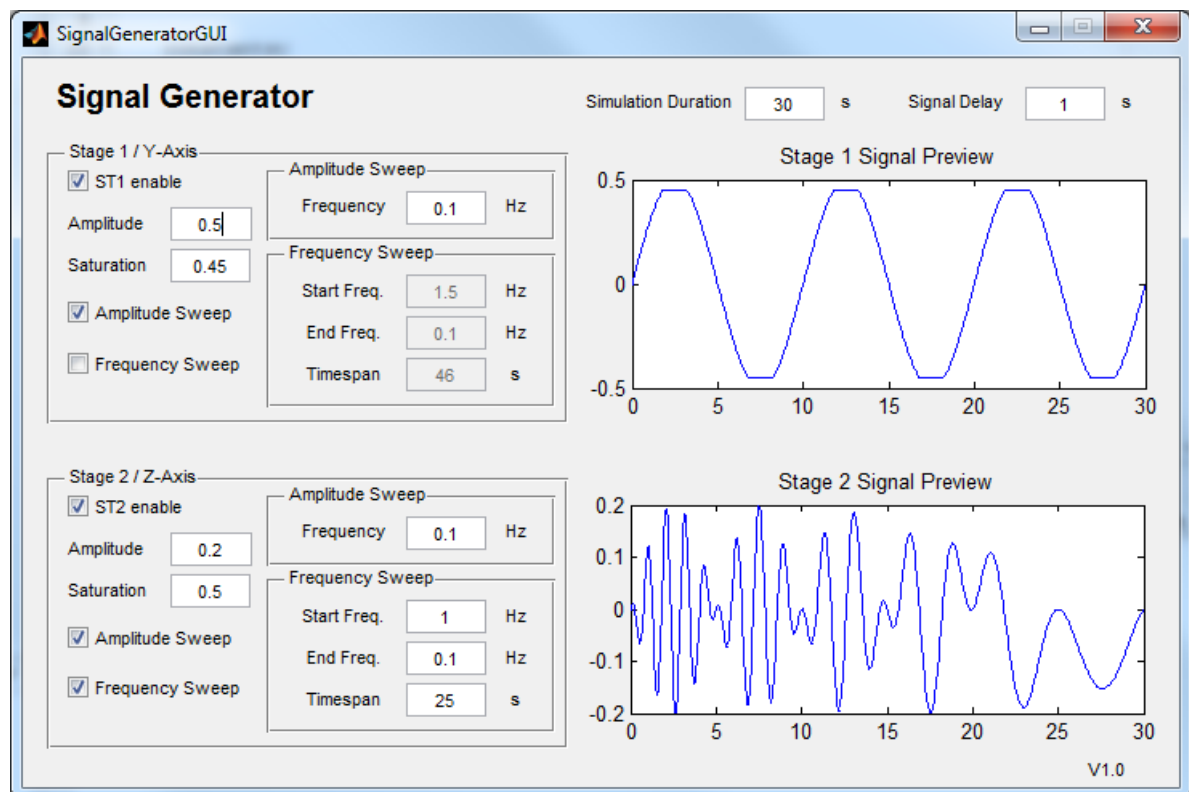 SignalGeneratorGUI
Signal Generator
Simulation Duration 30 s Signal Delay 1 s
Stage 1 / Y-Axis
ST1 enable
Amplitude 0.5
Saturation 0.45
Amplitude Sweep
Frequency Sweep
Amplitude Sweep
Frequency 0.1 Hz
Frequency Sweep
Start Freq. 1.5 Hz
End Freq. 0.1 Hz
Timespan 46 s
Stage 1 Signal Preview
0.5
0
-0.5
0 5 10 15 20 25 30
Stage 2 / Z-Axis
ST2 enable
Amplitude 0.2
Saturation 0.5
Amplitude Sweep
Frequency Sweep
Amplitude Sweep
Frequency 0.1 Hz
Frequency Sweep
Start Freq. 1 Hz
End Freq. 0.1 Hz
Timespan 25 s
Stage 2 Signal Preview
0.2
0.1
0
-0.1
-0.2
0 5 10 15 20 25 30
V1.0